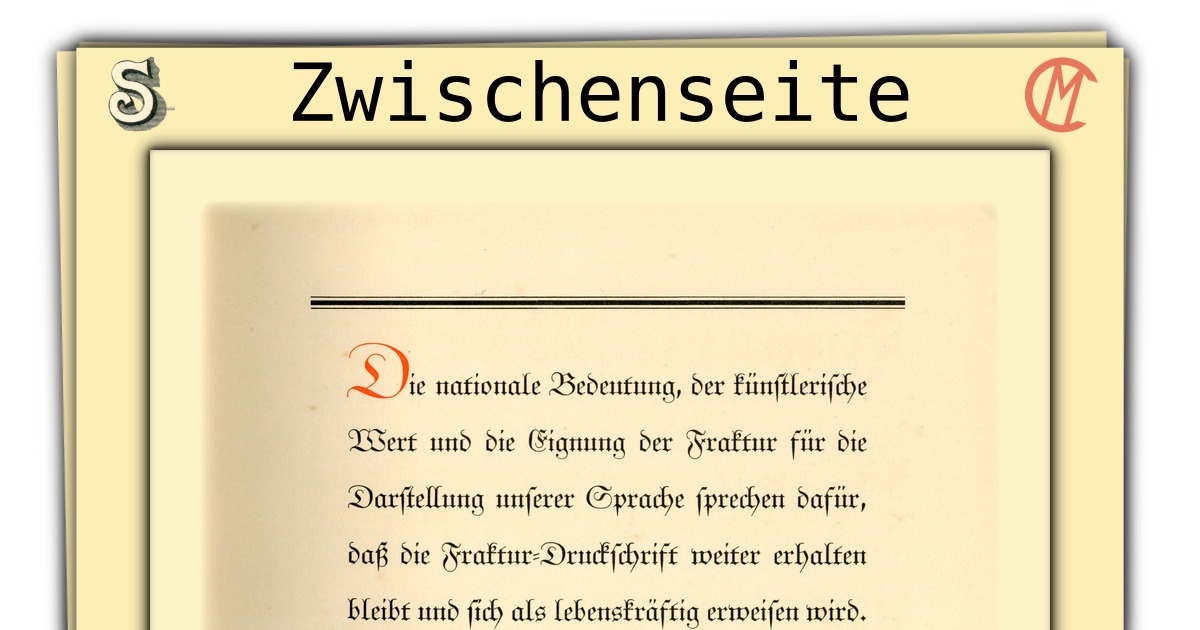 S Zwischenseite CM
Die nationale Bedeutung, der künſtleriſche
Wert und die Eignung der Fraktur für die
Darſtellung unſerer Sprache ſprechen dafür,
daß die Fraktur-Druckſchrift weiter erhalten
bleibt und ſich als lebenskräftig erweiſen wird.